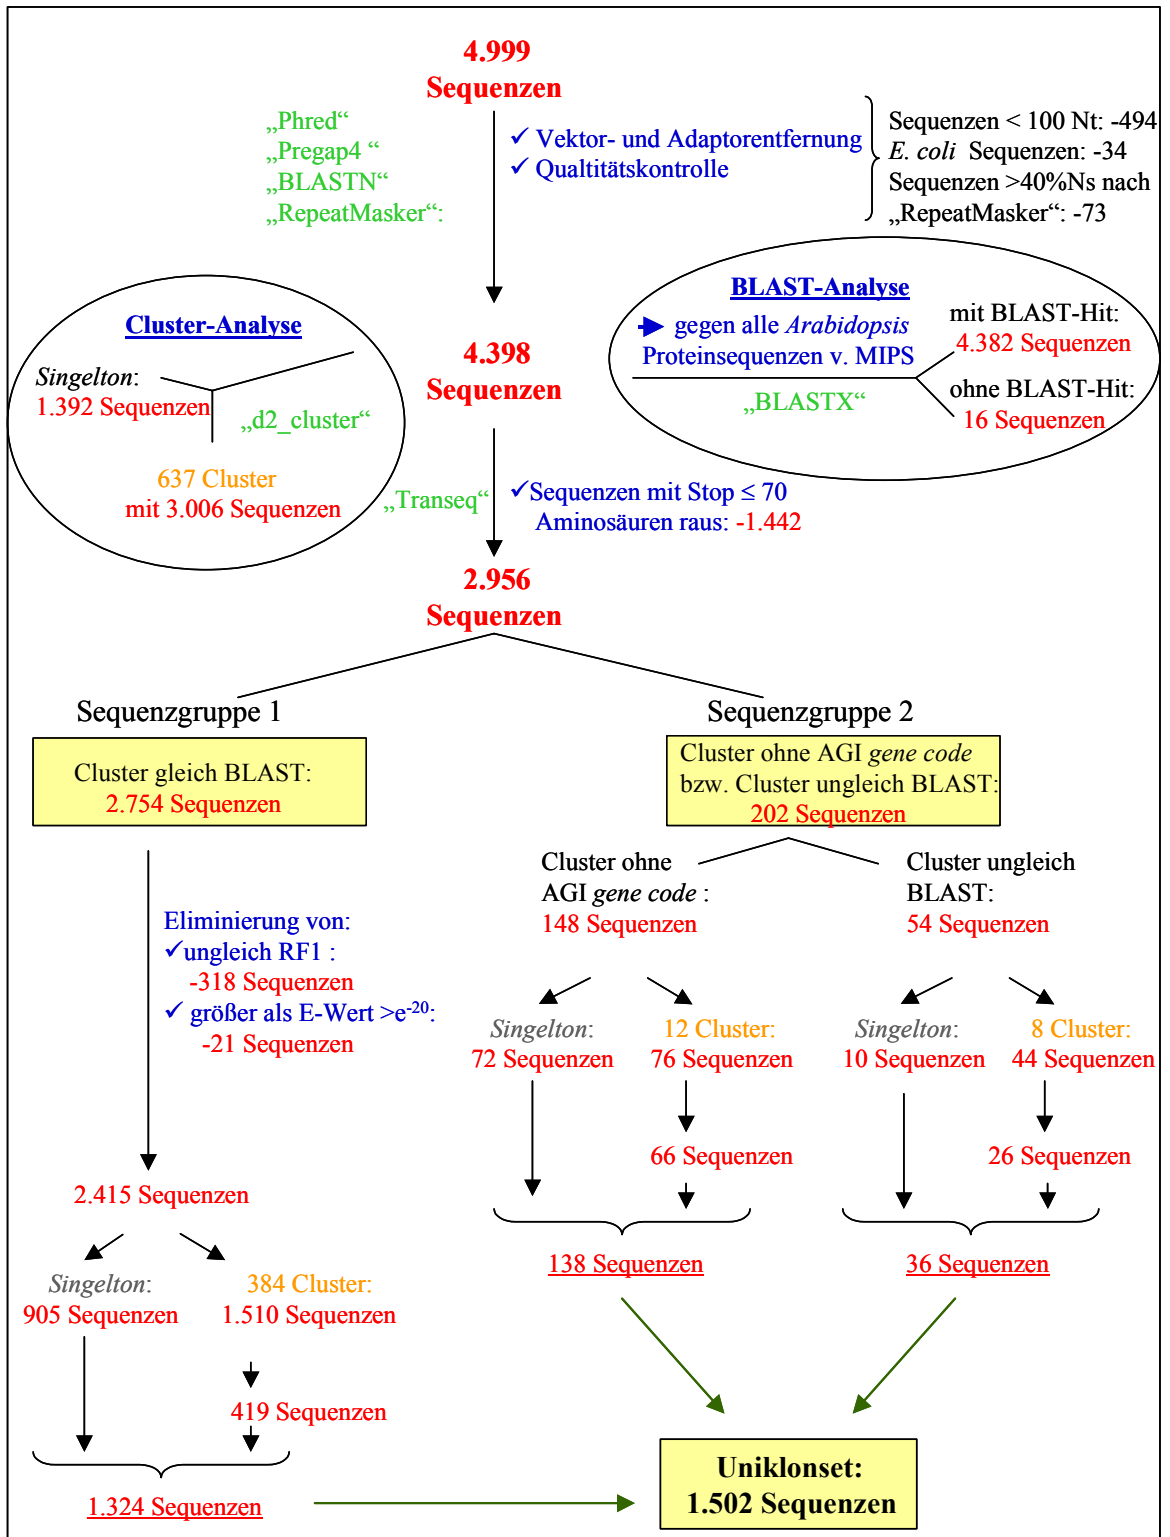 4.999
Sequenzen
„Phred“
„Pregap4 “
„BLASTN“
„RepeatMasker“:
✓ Vektor- und Adaptorentfernung
✓ Qualtitätskontrolle
Sequenzen < 100 Nt: -494
E. coli Sequenzen: -34
Sequenzen >40%Ns nach
„RepeatMasker“: -73
Cluster-Analyse
Singelton:
1.392 Sequenzen
„d2_cluster“
637 Cluster
mit 3.006 Sequenzen
4.398
Sequenzen
BLAST-Analyse
gegen alle Arabidopsis
Proteinsequenzen v. MIPS
„BLASTX“
mit BLAST-Hit:
4.382 Sequenzen
ohne BLAST-Hit:
16 Sequenzen
„Transeq“
✓Sequenzen mit Stop ≤ 70
Aminosäuren raus: -1.442
2.956
Sequenzen
Sequenzgruppe 1
Cluster gleich BLAST:
2.754 Sequenzen
Sequenzgruppe 2
Cluster ohne AGI gene code
bzw. Cluster ungleich BLAST:
202 Sequenzen
Eliminierung von:
✓ungleich RF1 :
-318 Sequenzen
✓ größer als E-Wert >e-20:
-21 Sequenzen
Cluster ohne
AGI gene code :
148 Sequenzen
Cluster ungleich
BLAST:
54 Sequenzen
Singelton:
72 Sequenzen
12 Cluster:
76 Sequenzen
Singelton:
10 Sequenzen
8 Cluster:
44 Sequenzen
66 Sequenzen
26 Sequenzen
2.415 Sequenzen
138 Sequenzen
36 Sequenzen
Singelton:
905 Sequenzen
384 Cluster:
1.510 Sequenzen
419 Sequenzen
1.324 Sequenzen
Uniklonset:
1.502 Sequenzen